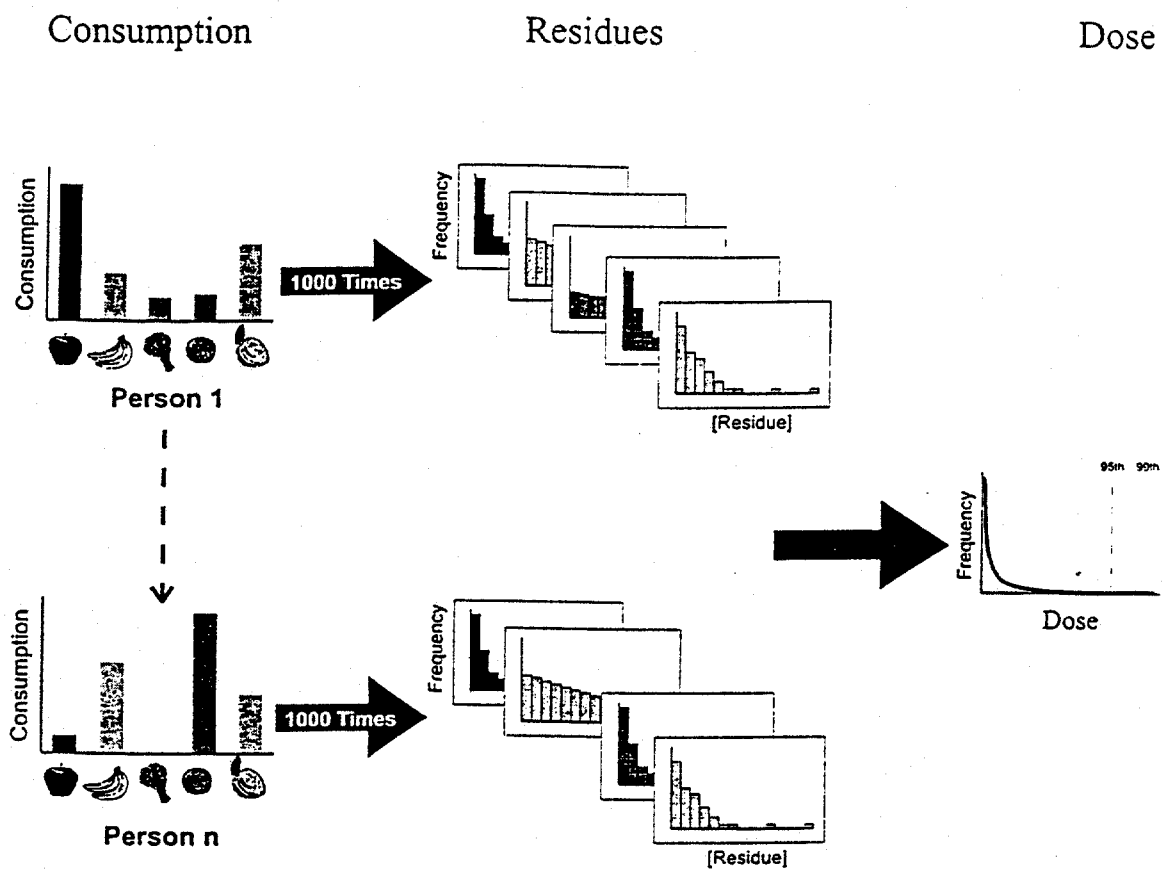 Consumption
Residues
Dose
Consumption
Person 1
1000 Times
Frequency
[Residue]
Consumption
Person n
1000 Times
Frequency
[Residue]
95th 99th
Frequency
Dose